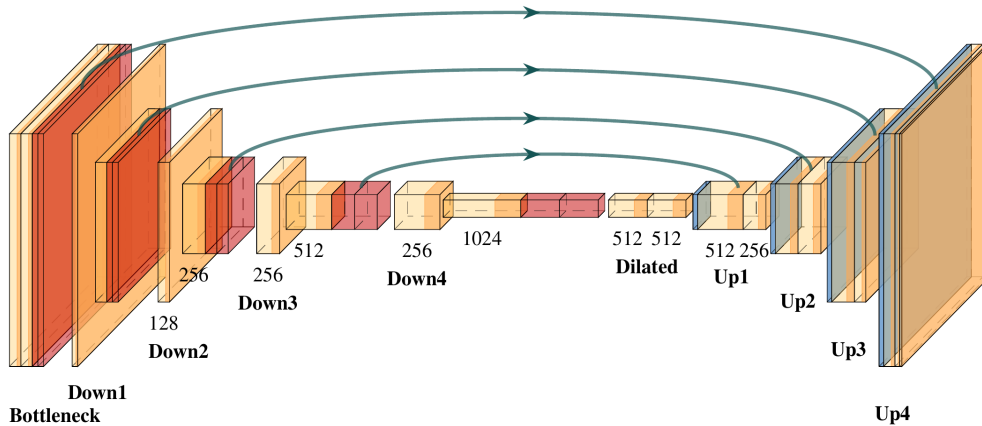 512 512 512 256
1024
256
512
256
256
128
Dilated
Up1
Down4
Down3
Up2
Down2
Up3
Down1
Bottleneck
Up4